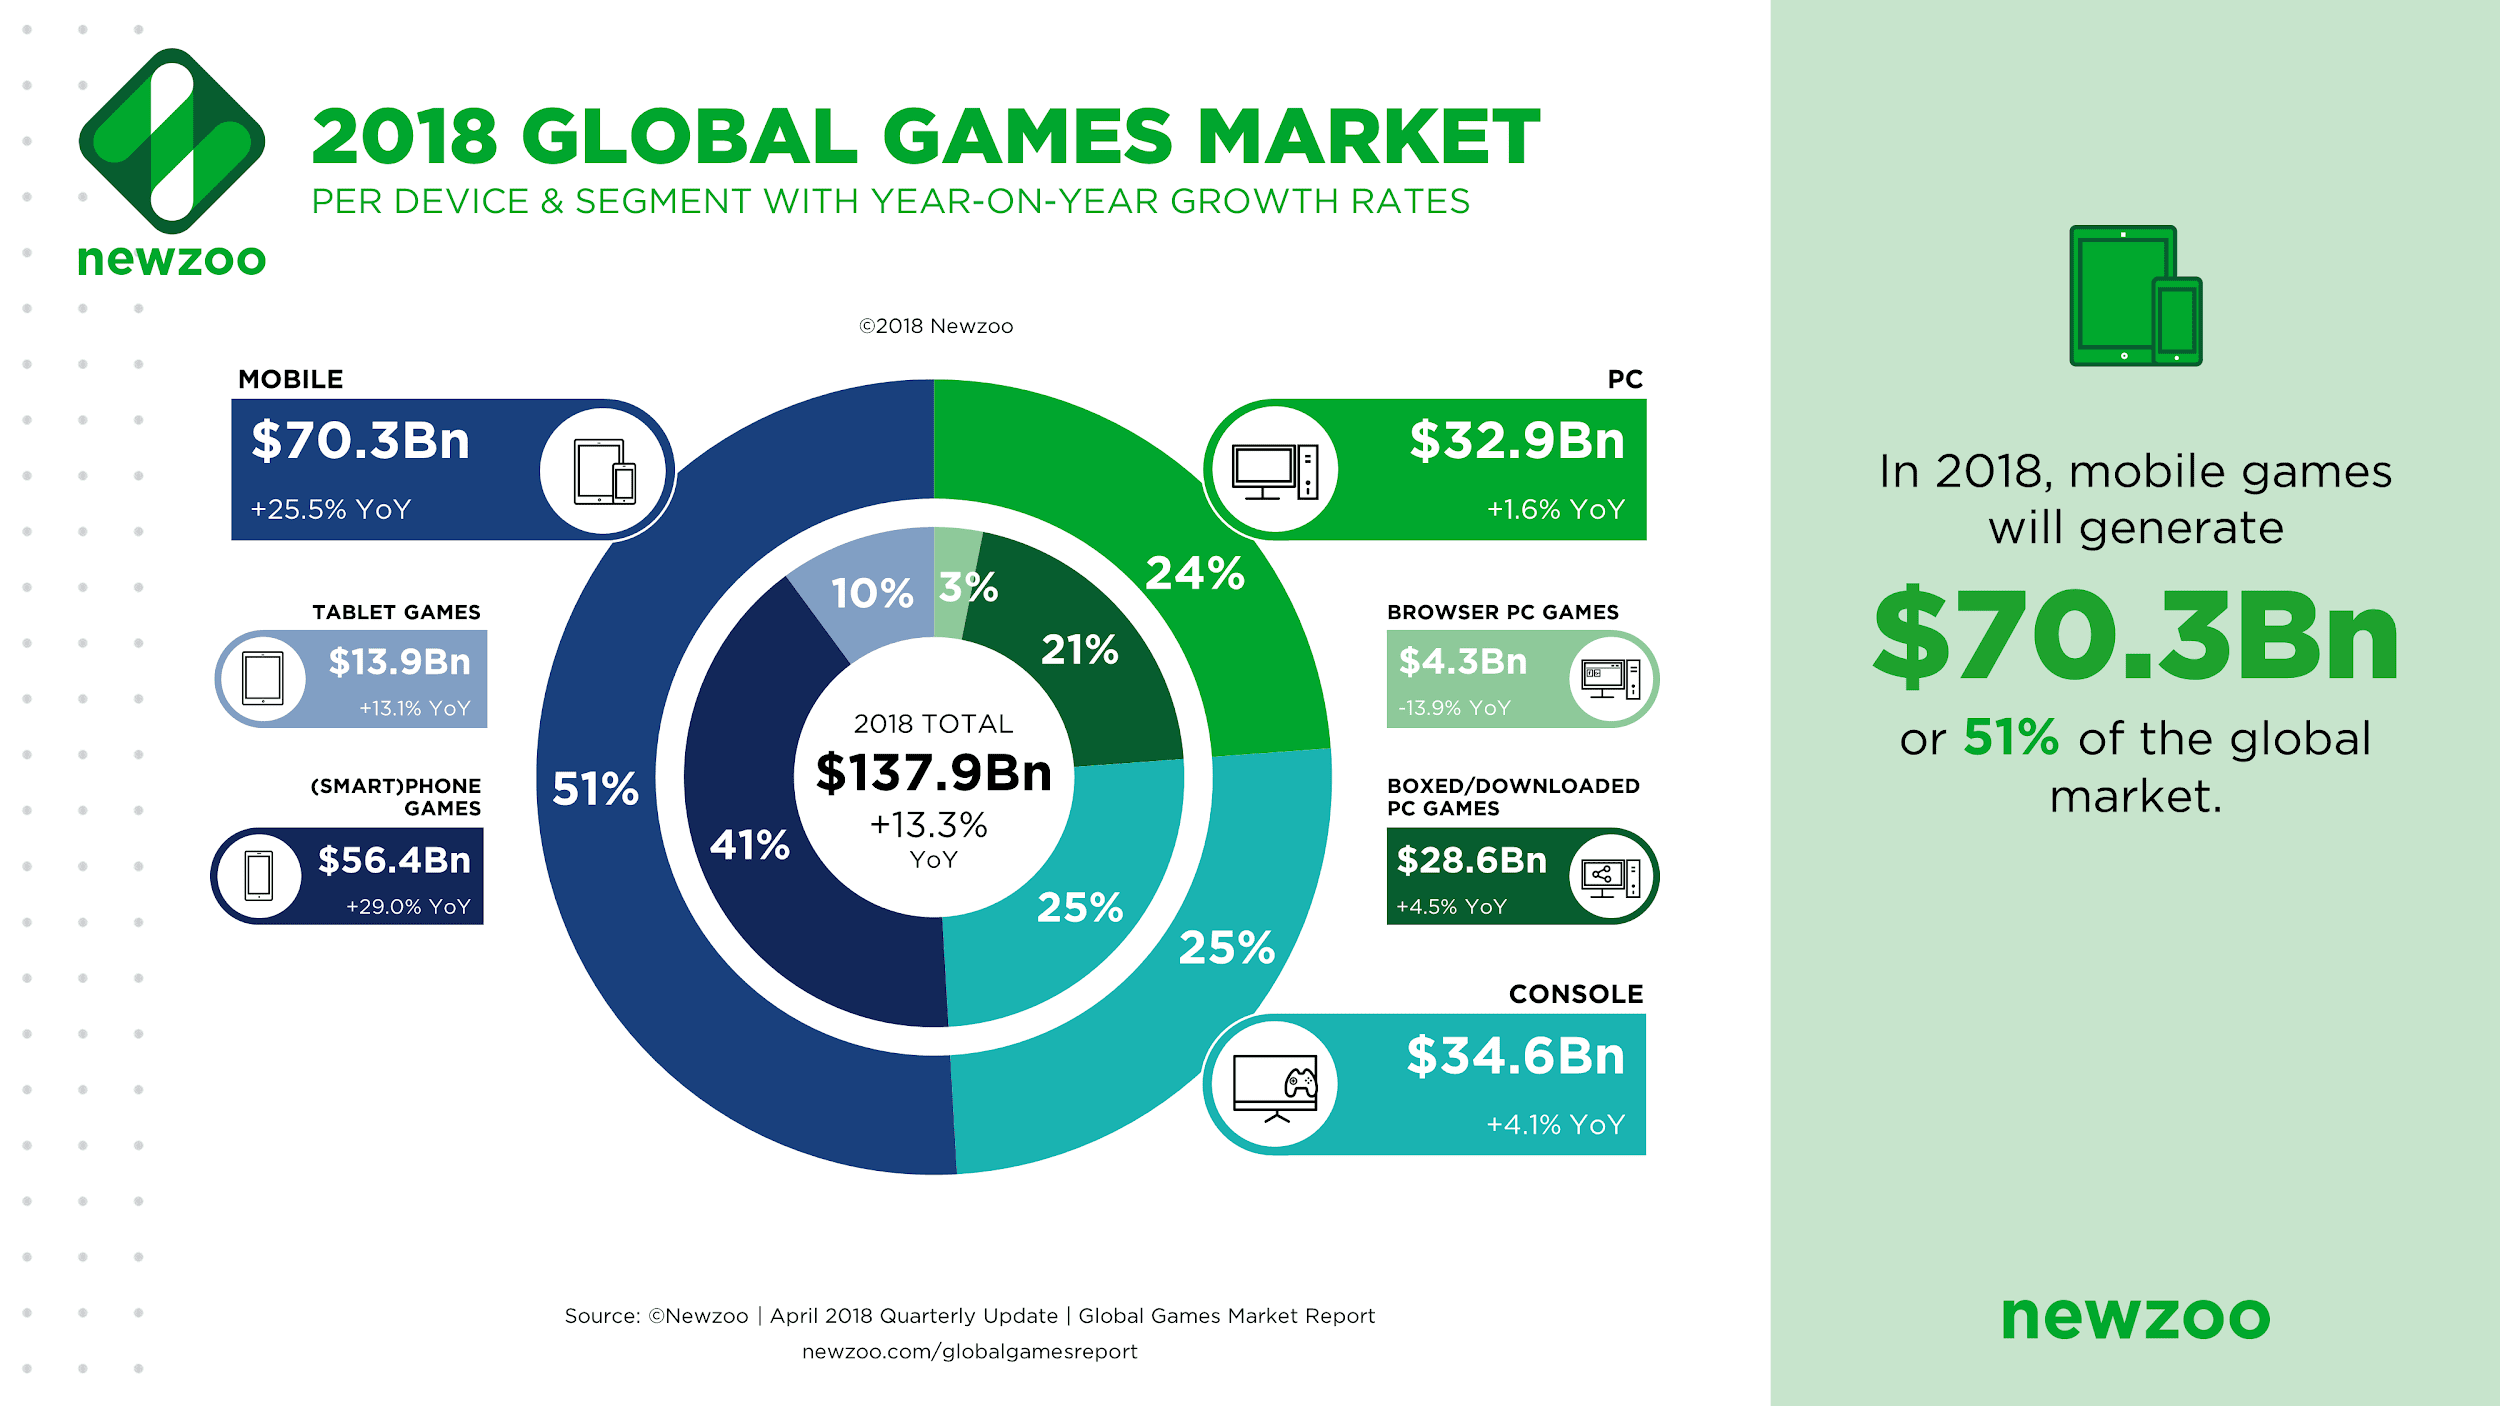 newzoo
2018 GLOBAL GAMES MARKET
PER DEVICE & SEGMENT WITH YEAR-ON-YEAR GROWTH RATES
©2018 Newzoo
MOBILE
$70.3Bn
+25.5% YoY
TABLET GAMES
$13.9Bn
+13.1% YoY
(SMART)PHONE
GAMES
$56.4Bn
+29.0% YoY
51%
41%
10%
3%
21%
24%
25%
25%
2018 TOTAL
$137.9Bn
+13.3%
YoY
PC
$32.9Bn
+1.6% YoY
BROWSER PC GAMES
$4.3Bn
-13.9% YoY
BOXED/DOWNLOADED
PC GAMES
$28.6Bn
+4.5% YoY
CONSOLE
$34.6Bn
+4.1% YoY
Source: ©Newzoo | April 2018 Quarterly Update | Global Games Market Report
newzoo.com/globalgamesreport
In 2018, mobile games
will generate
$70.3Bn
or 51% of the global
market.
newzoo